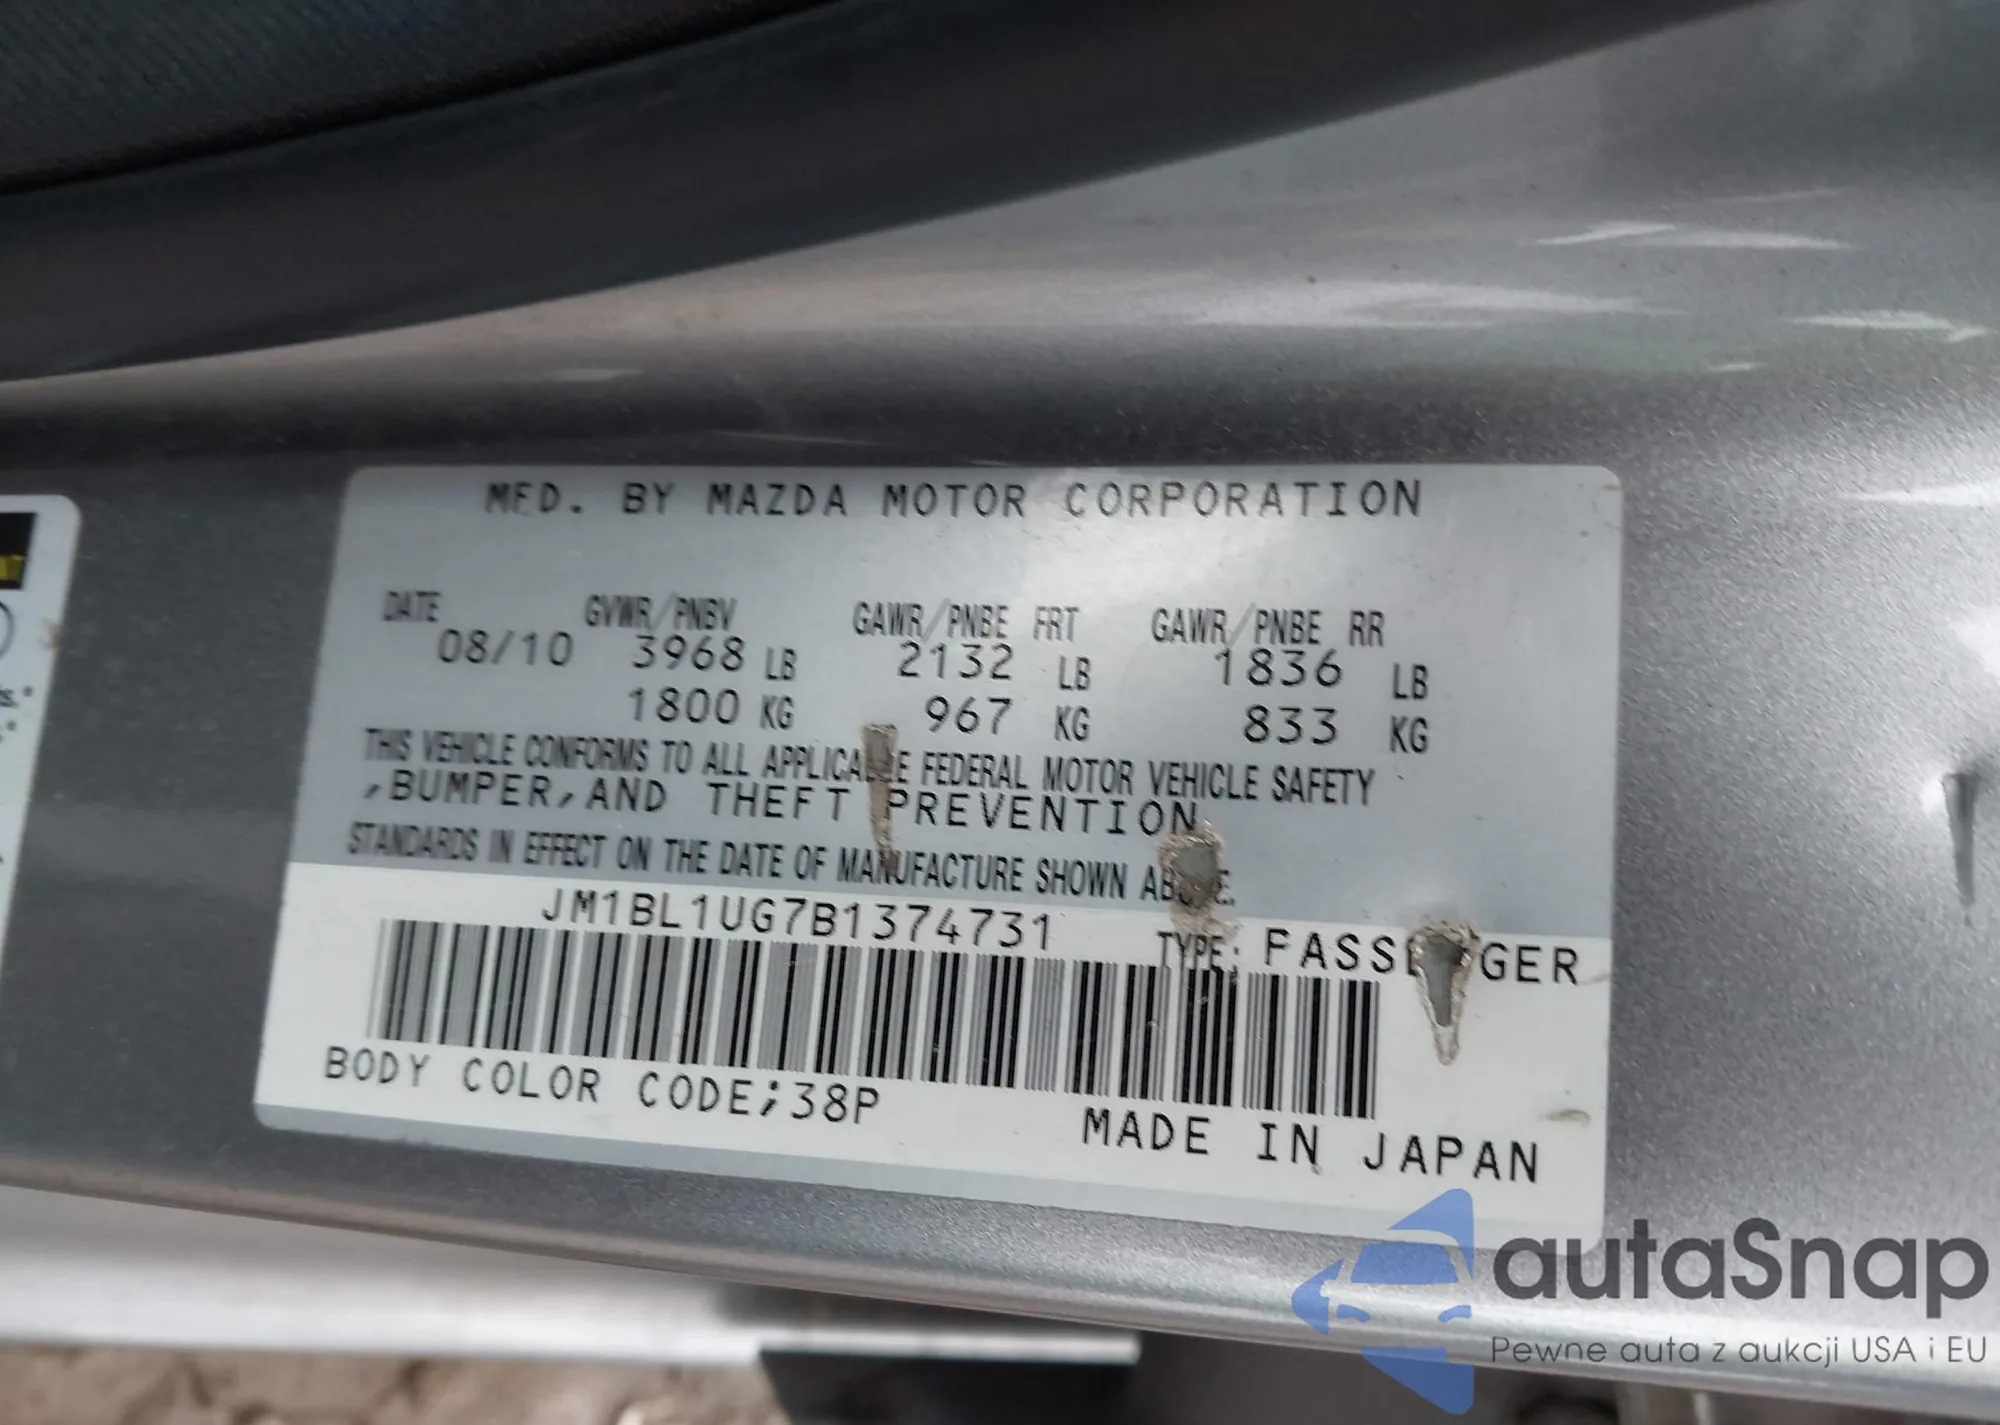 MFD. BY MAZDA MOTOR CORPORATION
DATE GVWR/PNBV GAWR/PNBE FRT GAWR/PNBE RR
08/10 3968 LB 2132 LB 1836 LB
1800 KG 967 KG 833 KG
THIS VEHICLE CONFORMS TO ALL FEDERAL MOTOR VEHICLE SAFETY
,BUMPER,AND THEFT PREVENTION
STANDARDS IN EFFECT ON THE DATE OF MANUFACTURE SHOWN
JM1BL1UG7B1374731
TYPE:
BODY COLOR CODE;38P
MADE IN JAPAN
autaSnap
Pewne auta z aukcji USA i EU